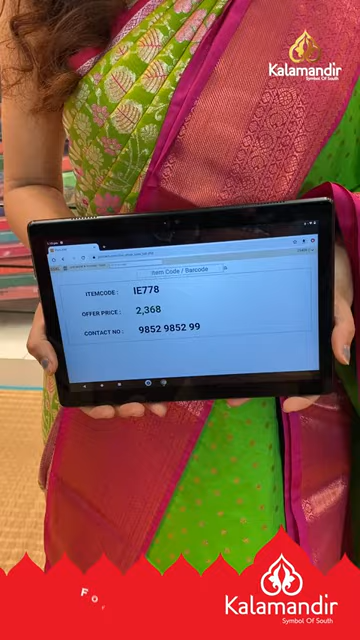 Kalamandir
Symbol Of South
Item Code / Barcode
ITEMCODE : IE778
OFFER PRICE : 2,368
CONTACT NO : 9852 9852 99
FO
Kalamandir
Symbol Of South